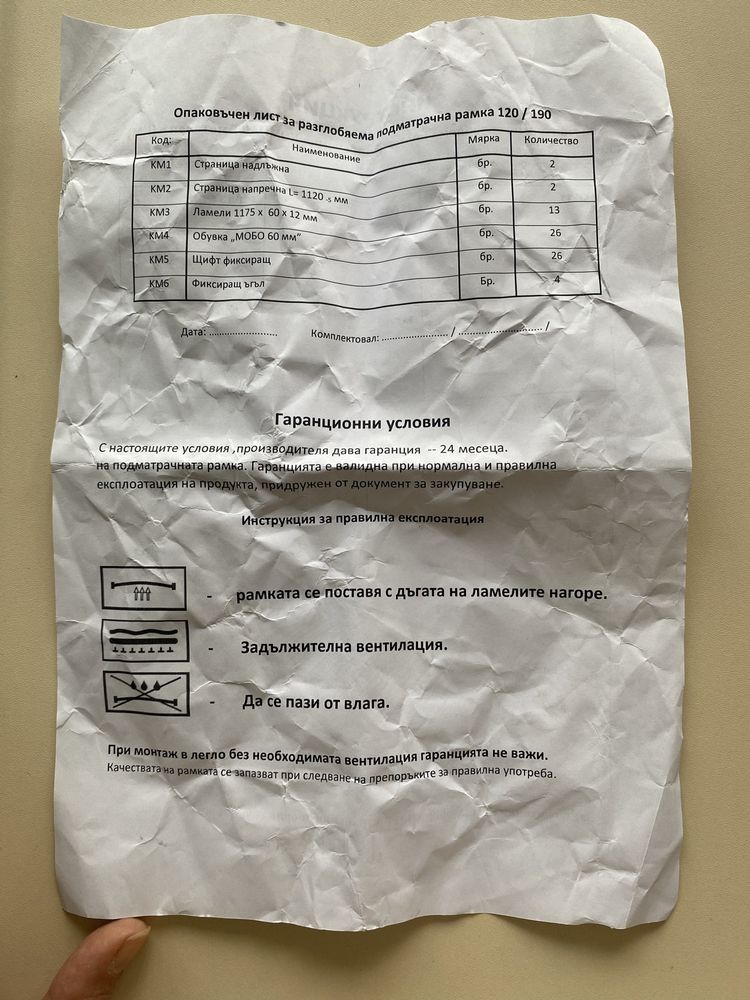 Опаковъчен лист за разглобяема подматрачна рамка 120 / 190
Код: Наименование Мярка Количество
КМ1 Страница надлъжна бр. 2
КМ2 Страница напречна L= 1120 -5 мм бр. 2
КМ3 Ламели 1175 x 60 x 12 мм бр. 13
КМ4 Обувка „МОБО 60 мм" бр. 26
КМ5 Щифт фиксиращ бр. 26
КМ6 Фиксиращ ъгъл Бр. 4
Дата: ........................ Комплектовал: ........................ / .............................. /
Гаранционни условия
С настоящите условия ,производителя дава гаранция -- 24 месеца.
на подматрачната рамка. Гаранцията е валидна при нормална и правилна
експлоатация на продукта, придружен от документ за закупуване.
Инструкция за правилна експлоатация
- рамката се поставя с дъгата на ламелите нагоре.
- Задължителна вентилация.
- Да се пази от влага.
При монтаж в легло без необходимата вентилация гаранцията не важи.
Качествата на рамката се запазват при следване на препоръките за правилна употреба.